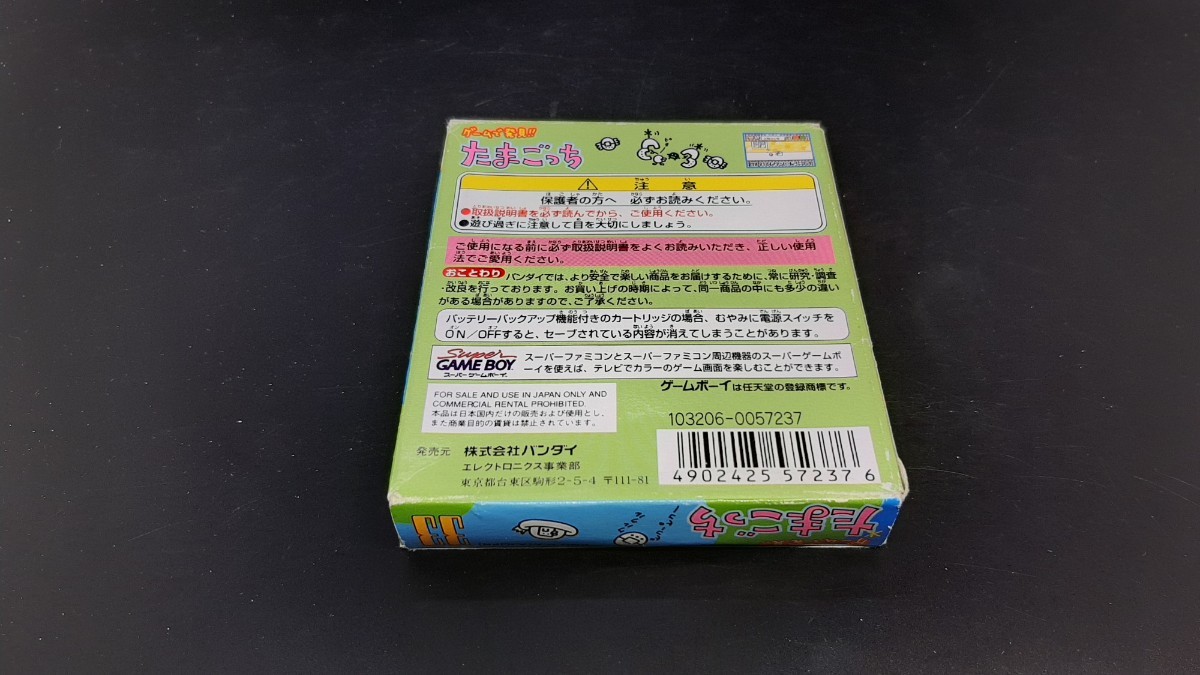 ゲームで発見!!
たまごっち
注意
保護者の方へ 必ずお読みください。
●取扱説明書を必ず読んでから、ご使用ください。
●遊び過ぎに注意して目を大切にしましょう。
ご使用になる前に必ず取扱説明書をよくお読みいただき、正しい使用
法でご愛用ください。
おことわり バンダイでは、より安全で楽しい商品をお届けするために、常に研究・調査
・改良を行っております。お買い上げの時期によって、同一商品の中にも多少の違い
がある場合がありますので、ご了承ください。
バッテリーバックアップ機能付きのカートリッジの場合、むやみに電源スイッチを
ON/OFFすると、セーブされている内容が消えてしまうことがあります。
Super
GAME BOY
スーパーゲームボーイ
スーパーファミコンとスーパーファミコン周辺機器のスーパーゲームボ
ーイを使えば、テレビでカラーのゲーム画面を楽しむことができます。
ゲームボーイは任天堂の登録商標です。
FOR SALE AND USE IN JAPAN ONLY AND
COMMERCIAL RENTAL PROHIBITED.
本品は日本国内だけの販売および使用とし、
また商業目的の賃貸は禁止されています。
103206-0057237
発売元 株式会社バンダイ
エレクトロニクス事業部
東京都台東区駒形2-5-4 〒111-81
4902425 572376
たまごっち